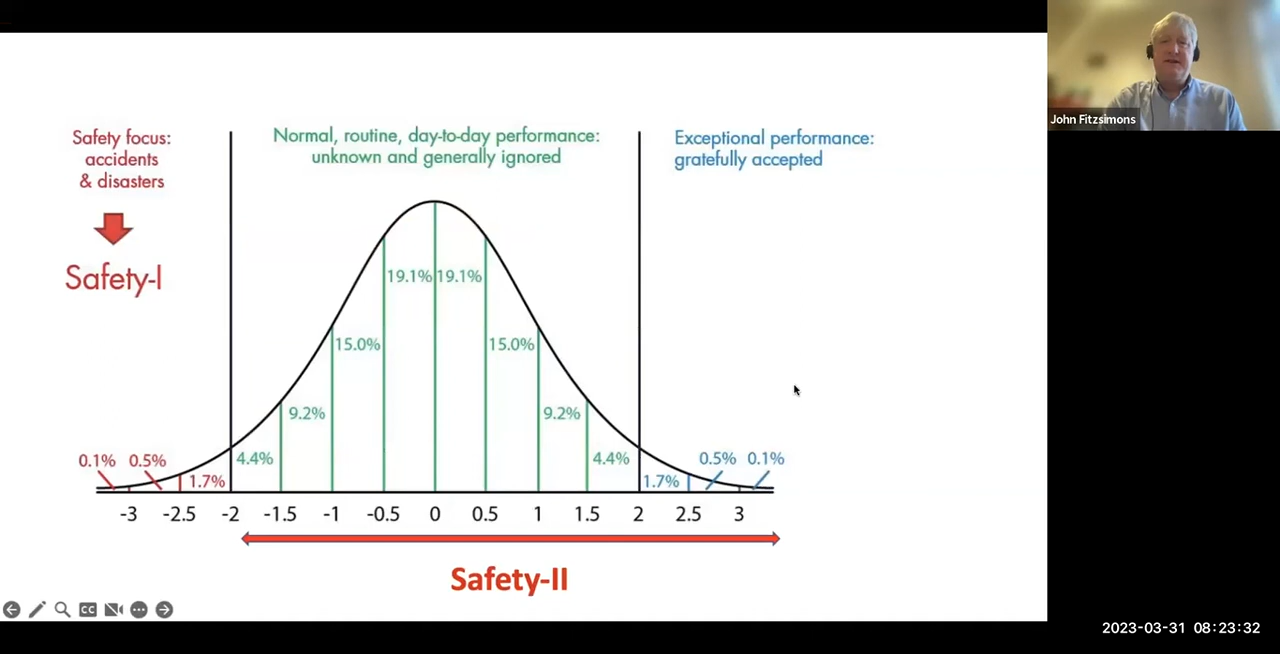 Safety focus:
accidents
& disasters
Safety-I
Normal, routine, day-to-day performance:
unknown and generally ignored
Exceptional performance:
gratefully accepted
John Fitzsimons
19.1% 19.1%
15.0% 15.0%
9.2% 9.2%
0.1% 0.5% 4.4% 4.4% 0.5% 0.1%
1.7% 1.7%
-3 -2.5 -2 -1.5 -1 -0.5 0 0.5 1 1.5 2 2.5 3
Safety-II
CC
2023-03-31 08:23:32